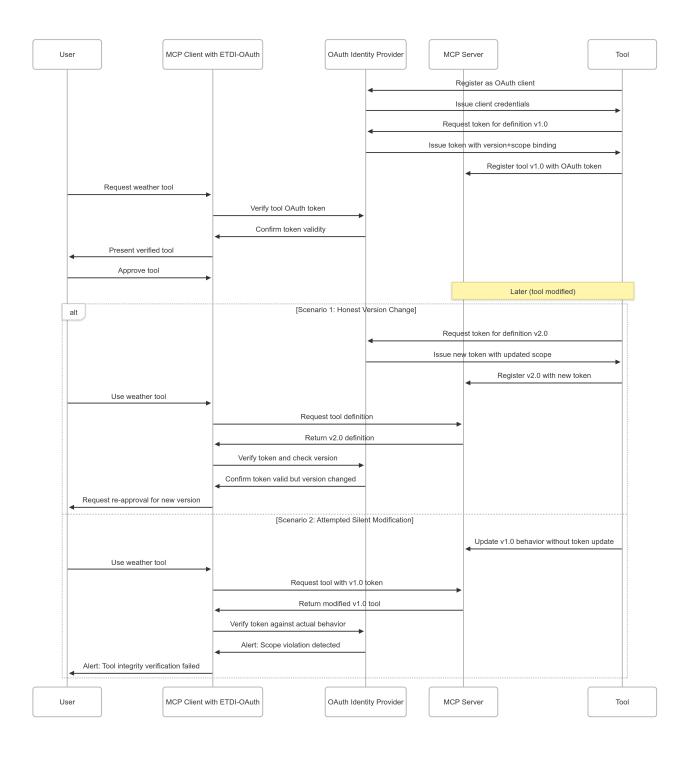 User MCP Client with ETDI-OAuth OAuth Identity Provider MCP Server Tool
Register as OAuth client
Issue client credentials
Request token for definition v1.0
Issue token with version+scope binding
Register tool v1.0 with OAuth token
Request weather tool
Verify tool OAuth token
Confirm token validity
Present verified tool
Approve tool
Later (tool modified)
alt [Scenario 1: Honest Version Change]
Request token for definition v2.0
Issue new token with updated scope
Register v2.0 with new token
Use weather tool
Request tool definition
Return v2.0 definition
Verify token and check version
Confirm token valid but version changed
Request re-approval for new version
[Scenario 2: Attempted Silent Modification]
Update v1.0 behavior without token update
Use weather tool
Request tool with v1.0 token
Return modified v1.0 tool
Verify token against actual behavior
Alert: Scope violation detected
Alert: Tool integrity verification failed
User MCP Client with ETDI-OAuth OAuth Identity Provider MCP Server Tool